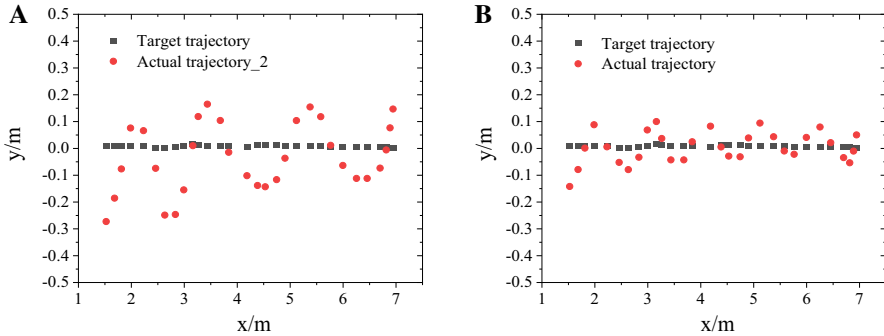 A
Target trajectory
Actual trajectory_2
y/m
0.5
0.4
0.3
0.2
0.1
0.0
-0.1
-0.2
-0.3
-0.4
-0.5
1 2 3 4 5 6 7
x/m
B
Target trajectory
Actual trajectory
y/m
0.5
0.4
0.3
0.2
0.1
0.0
-0.1
-0.2
-0.3
-0.4
-0.5
1 2 3 4 5 6 7
x/m